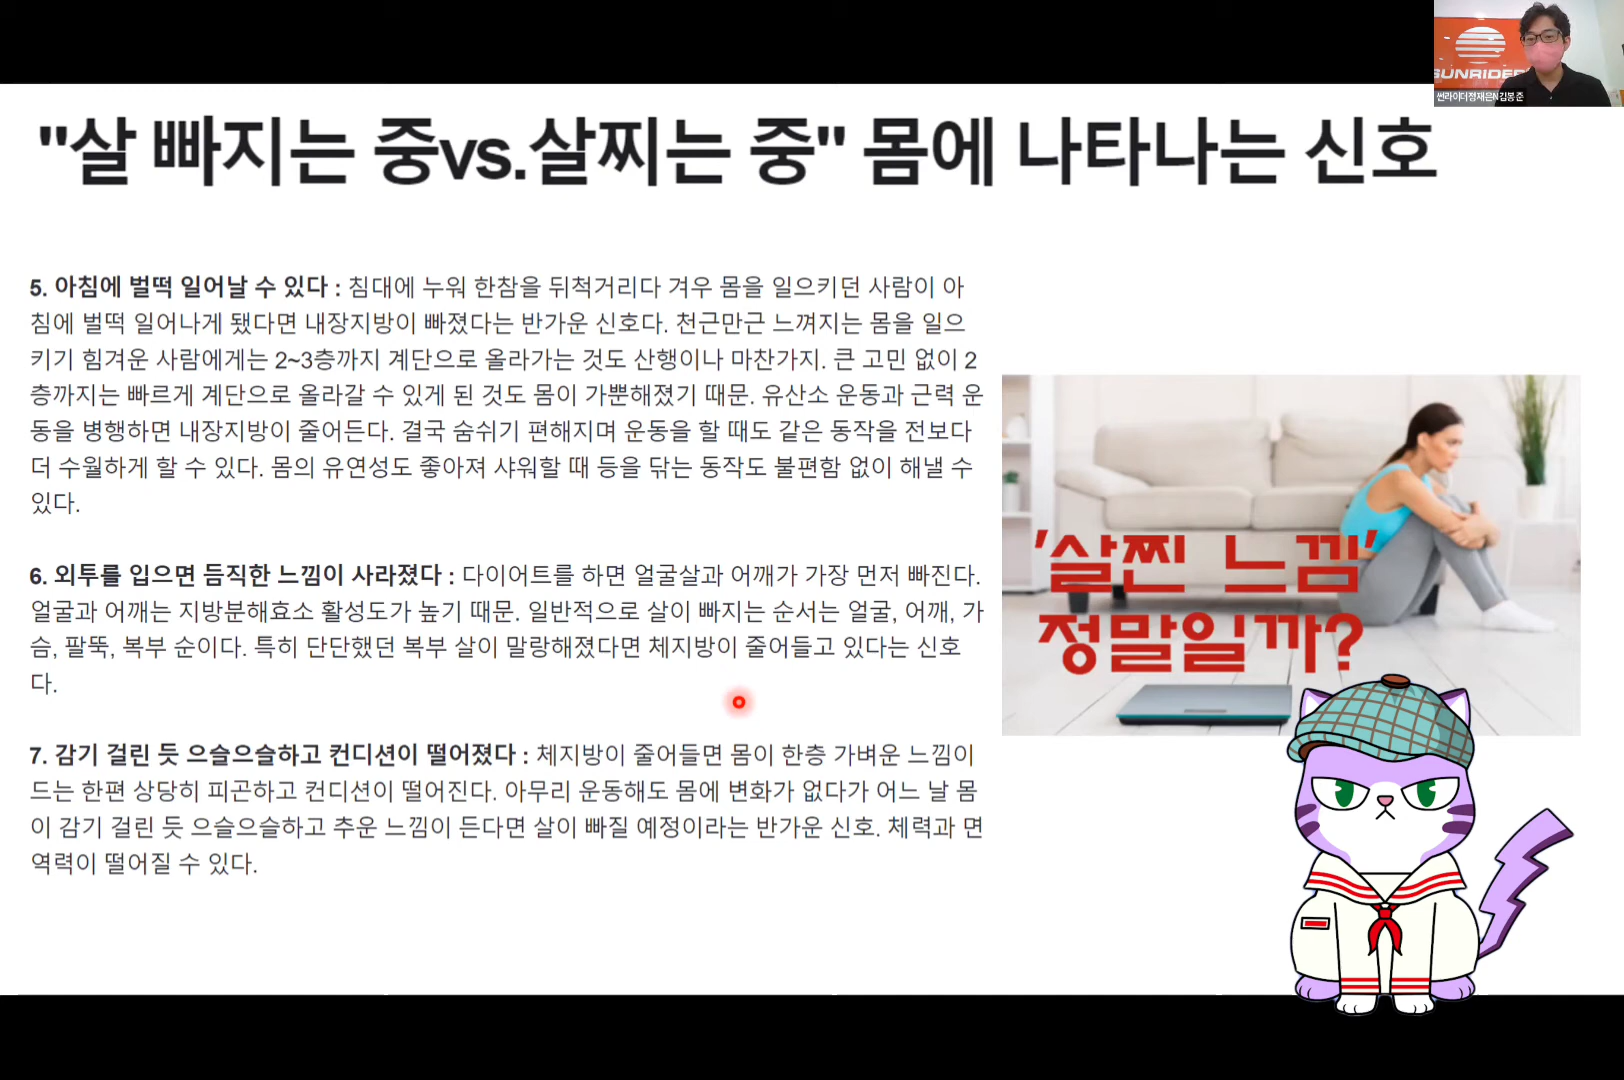 SUNRIDER
썬라이더정재은N김봉준
"살 빠지는 중vs.살찌는 중" 몸에 나타나는 신호
5. 아침에 벌떡 일어날 수 있다 : 침대에 누워 한참을 뒤척거리다 겨우 몸을 일으키던 사람이 아
침에 벌떡 일어나게 됐다면 내장지방이 빠졌다는 반가운 신호다. 천근만근 느껴지는 몸을 일으
키기 힘겨운 사람에게는 2~3층까지 계단으로 올라가는 것도 산행이나 마찬가지. 큰 고민 없이 2
층까지는 빠르게 계단으로 올라갈 수 있게 된 것도 몸이 가뿐해졌기 때문. 유산소 운동과 근력 운
동을 병행하면 내장지방이 줄어든다. 결국 숨쉬기 편해지며 운동을 할 때도 같은 동작을 전보다
더 수월하게 할 수 있다. 몸의 유연성도 좋아져 샤워할 때 등을 닦는 동작도 불편함 없이 해낼 수
있다.
6. 외투를 입으면 듬직한 느낌이 사라졌다 : 다이어트를 하면 얼굴살과 어깨가 가장 먼저 빠진다.
얼굴과 어깨는 지방분해효소 활성도가 높기 때문. 일반적으로 살이 빠지는 순서는 얼굴, 어깨, 가
슴, 팔뚝, 복부 순이다. 특히 단단했던 복부 살이 말랑해졌다면 체지방이 줄어들고 있다는 신호
다.
7. 감기 걸린 듯 으슬으슬하고 컨디션이 떨어졌다 : 체지방이 줄어들면 몸이 한층 가벼운 느낌이
드는 한편 상당히 피곤하고 컨디션이 떨어진다. 아무리 운동해도 몸에 변화가 없다가 어느 날 몸
이 감기 걸린 듯 으슬으슬하고 추운 느낌이 든다면 살이 빠질 예정이라는 반가운 신호. 체력과 면
역력이 떨어질 수 있다.
'살찐 느낌'
정말일까?